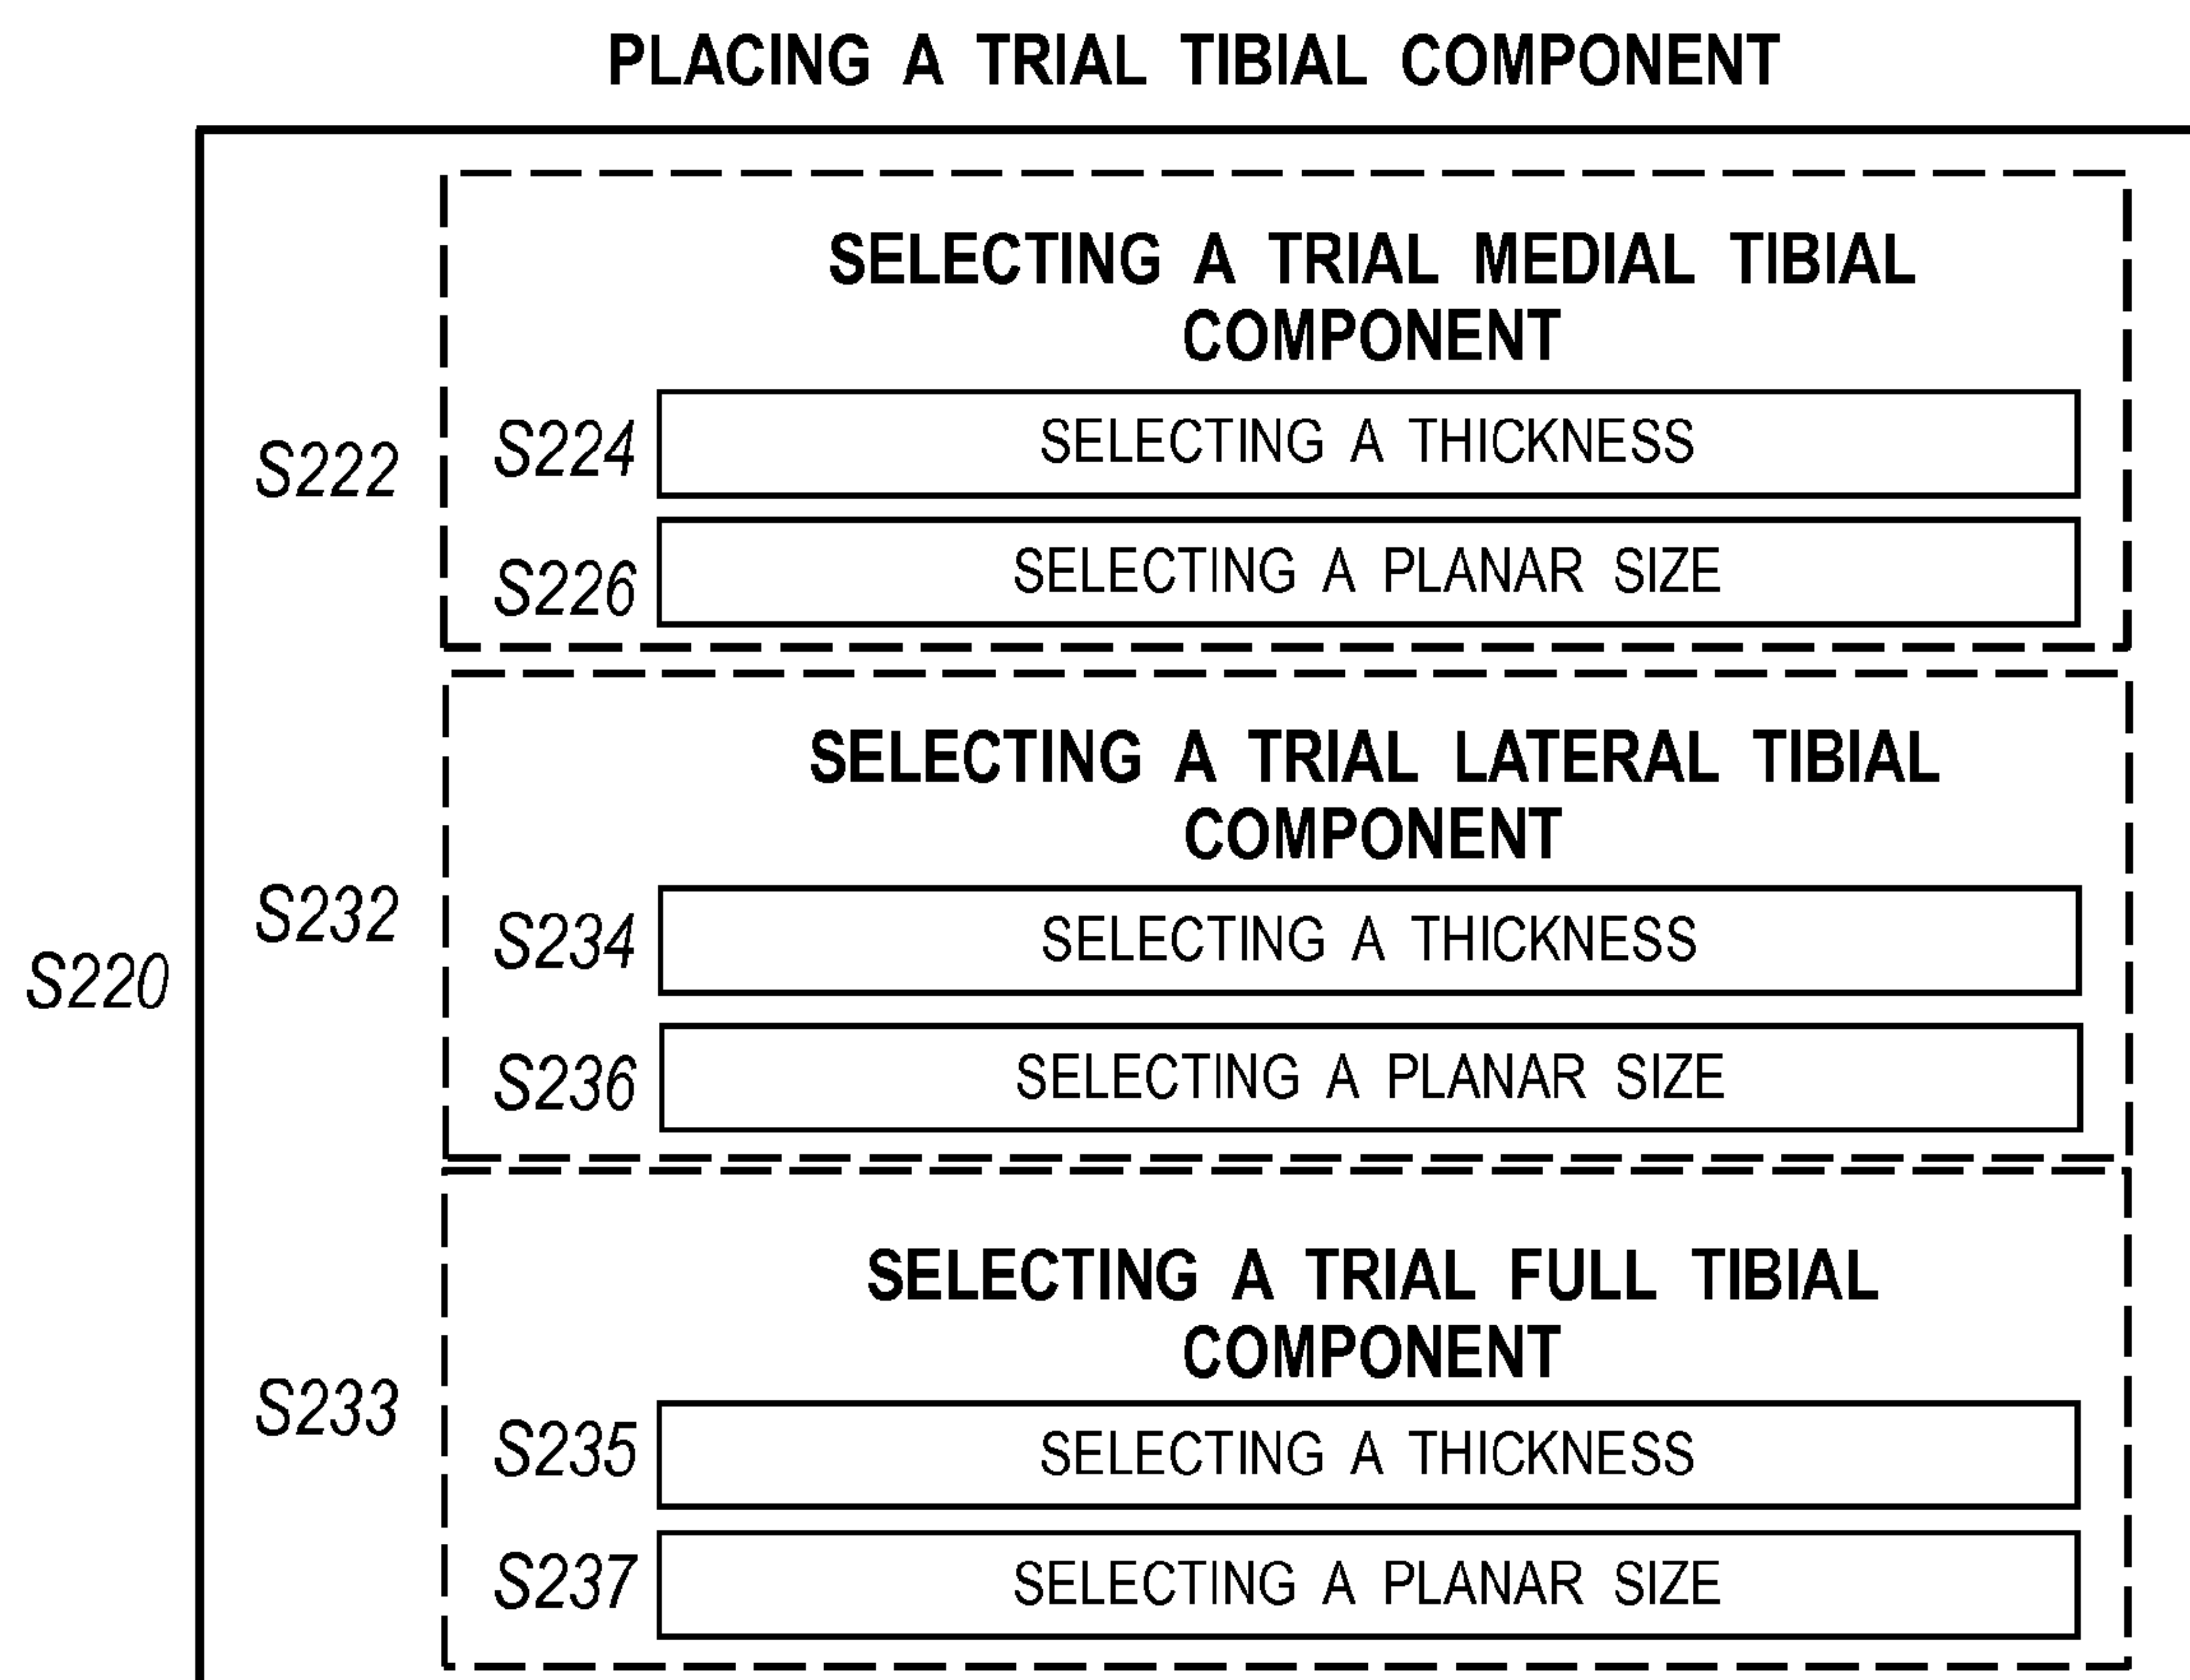 PLACING A TRIAL TIBIAL COMPONENT
SELECTING A TRIAL MEDIAL TIBIAL
COMPONENT
S222
S224 SELECTING A THICKNESS
S226 SELECTING A PLANAR SIZE
SELECTING A TRIAL LATERAL TIBIAL
COMPONENT
S232
S234 SELECTING A THICKNESS
S220
S236 SELECTING A PLANAR SIZE
SELECTING A TRIAL FULL TIBIAL
COMPONENT
S233
S235 SELECTING A THICKNESS
S237 SELECTING A PLANAR SIZE